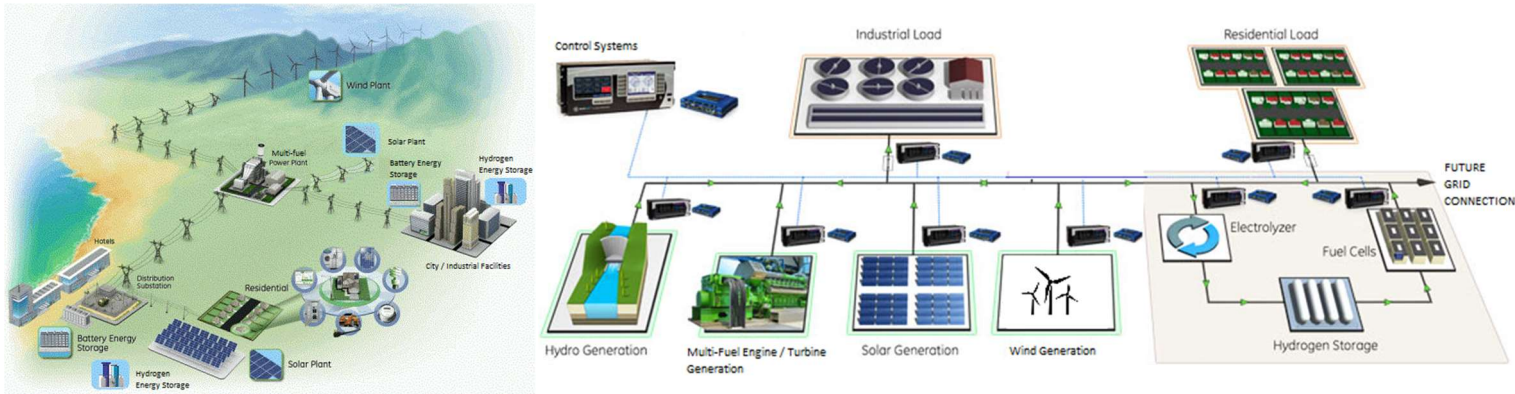 Wind Plant
Solar Plant
Multi-fuel
Power Plant
Battery Energy
Storage
Hydrogen
Energy Storage
City / Industrial Facilities
Hotels
Distribution
Substation
Residential
Battery Energy
Storage
Solar Plant
Hydrogen
Energy Storage
Control Systems
Industrial Load
Residential Load
FUTURE
GRID
CONNECTION
Electrolyzer
Fuel Cells
Hydrogen Storage
Hydro Generation
Multi-Fuel Engine / Turbine
Generation
Solar Generation
Wind Generation